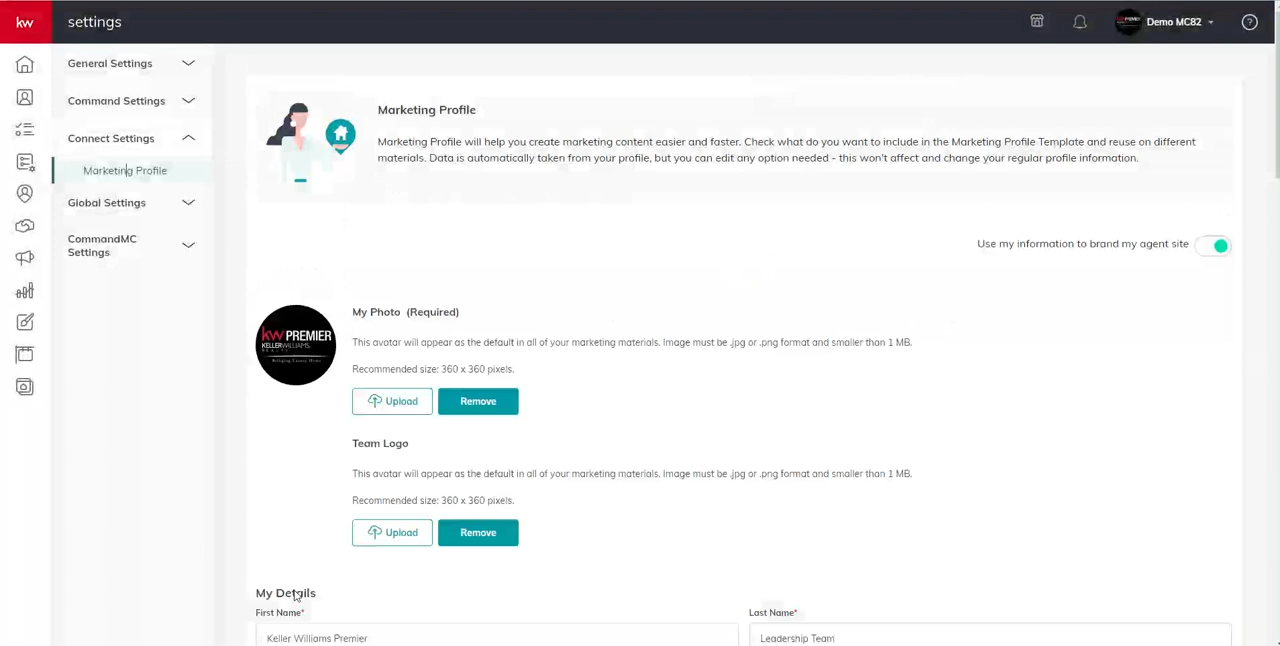 kw
settings
Demo MC82
General Settings
Command Settings
Connect Settings
Marketing Profile
Global Settings
CommandMC
Settings
Marketing Profile
Marketing Profile will help you create marketing content easier and faster. Check what do you want to include in the Marketing Profile Template and reuse on different
materials. Data is automatically taken from your profile, but you can edit any option needed - this won't affect and change your regular profile information.
Use my information to brand my agent site
kw PREMIER
KELLERWILLIAMS
My Photo (Required)
This avatar will appear as the default in all of your marketing materials. Image must be .jpg or .png format and smaller than 1 MB.
Recommended size: 360 x 360 pixels.
Upload
Remove
Team Logo
This avatar will appear as the default in all of your marketing materials. Image must be .jpg or .png format and smaller than 1 MB.
Recommended size: 360 x 360 pixels.
Upload
Remove
My Details
First Name*
Last Name*
Keller Williams Premier
Leadership Team